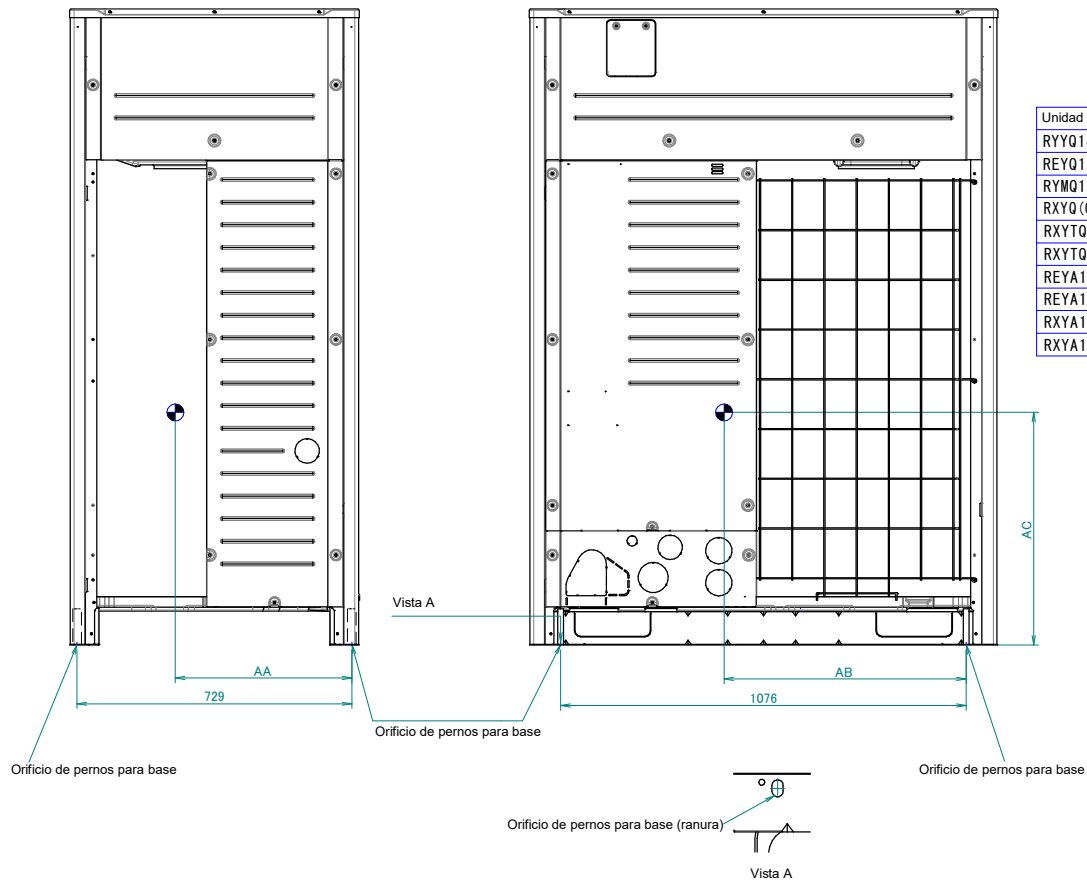 Unidad
RYYQ1
REYQ1
RYMQ1
RXYQ(
RXYTQ
RXYTQ
REYA1
REYA1
RXYA1
RXYA1
AC
Vista A
AA
729
AB
1076
Orificio de pernos para base
Orificio de pernos para base
Orificio de pernos para base
Orificio de pernos para base (ranura)
Vista A